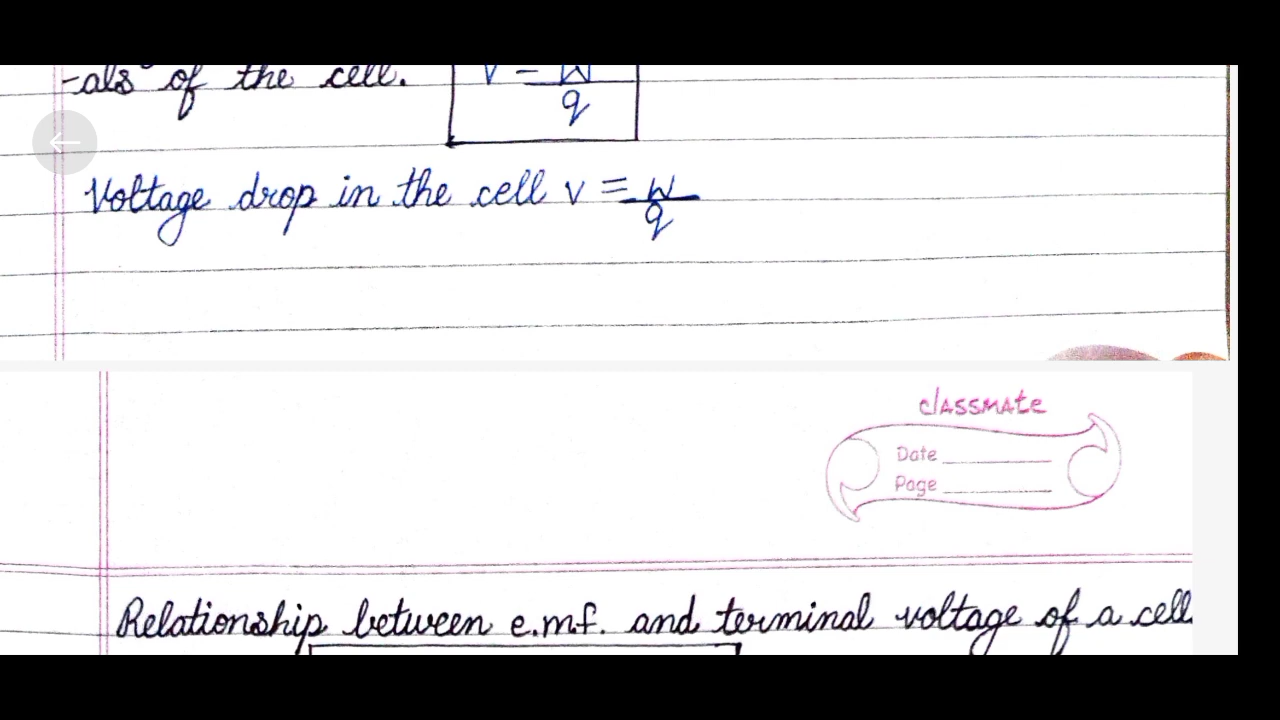 -als of the cell. V = W/q
Voltage drop in the cell v = w/q
classmate
Date
Page
Relationship between e.m.f. and terminal voltage of a cell